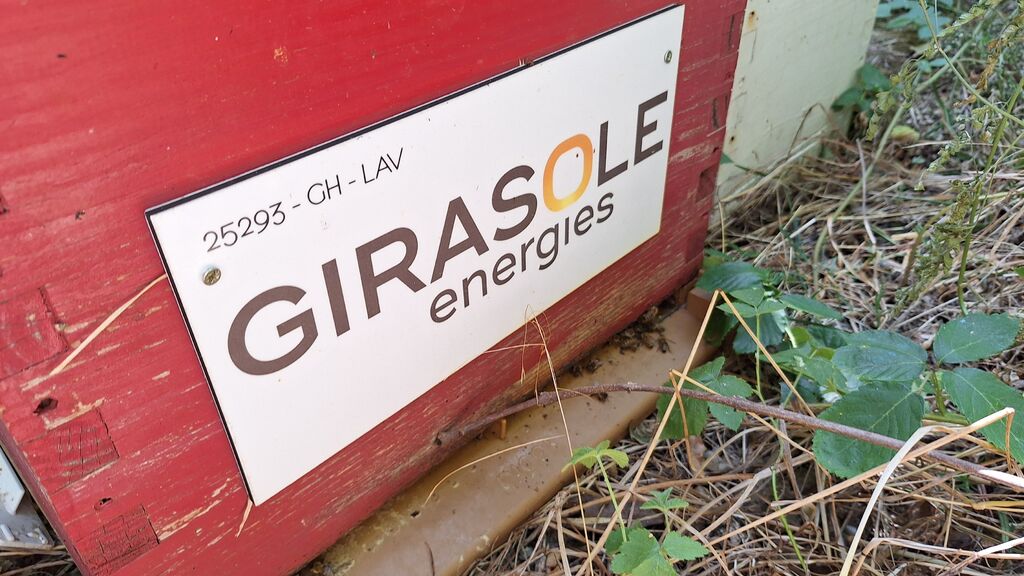 25293 - GH - LAV
GIRASOLE
energies